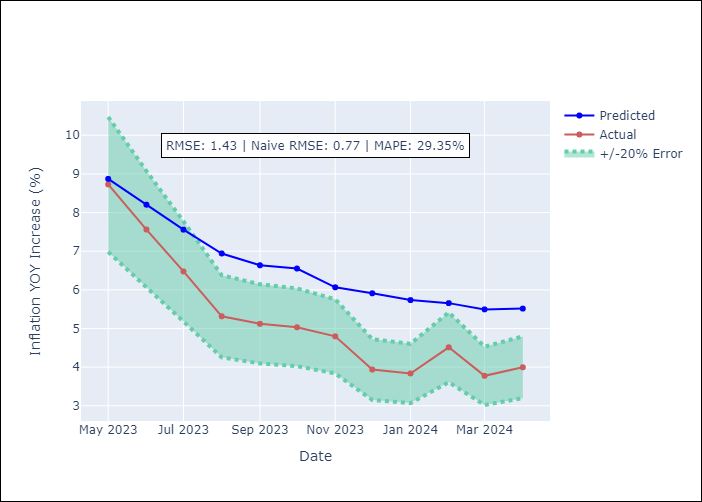 Predicted
Actual
+/-20% Error
RMSE: 1.43 | Naive RMSE: 0.77 | MAPE: 29.35%
Inflation YOY Increase (%)
10
9
8
7
6
5
4
3
May 2023 Jul 2023 Sep 2023 Nov 2023 Jan 2024 Mar 2024
Date